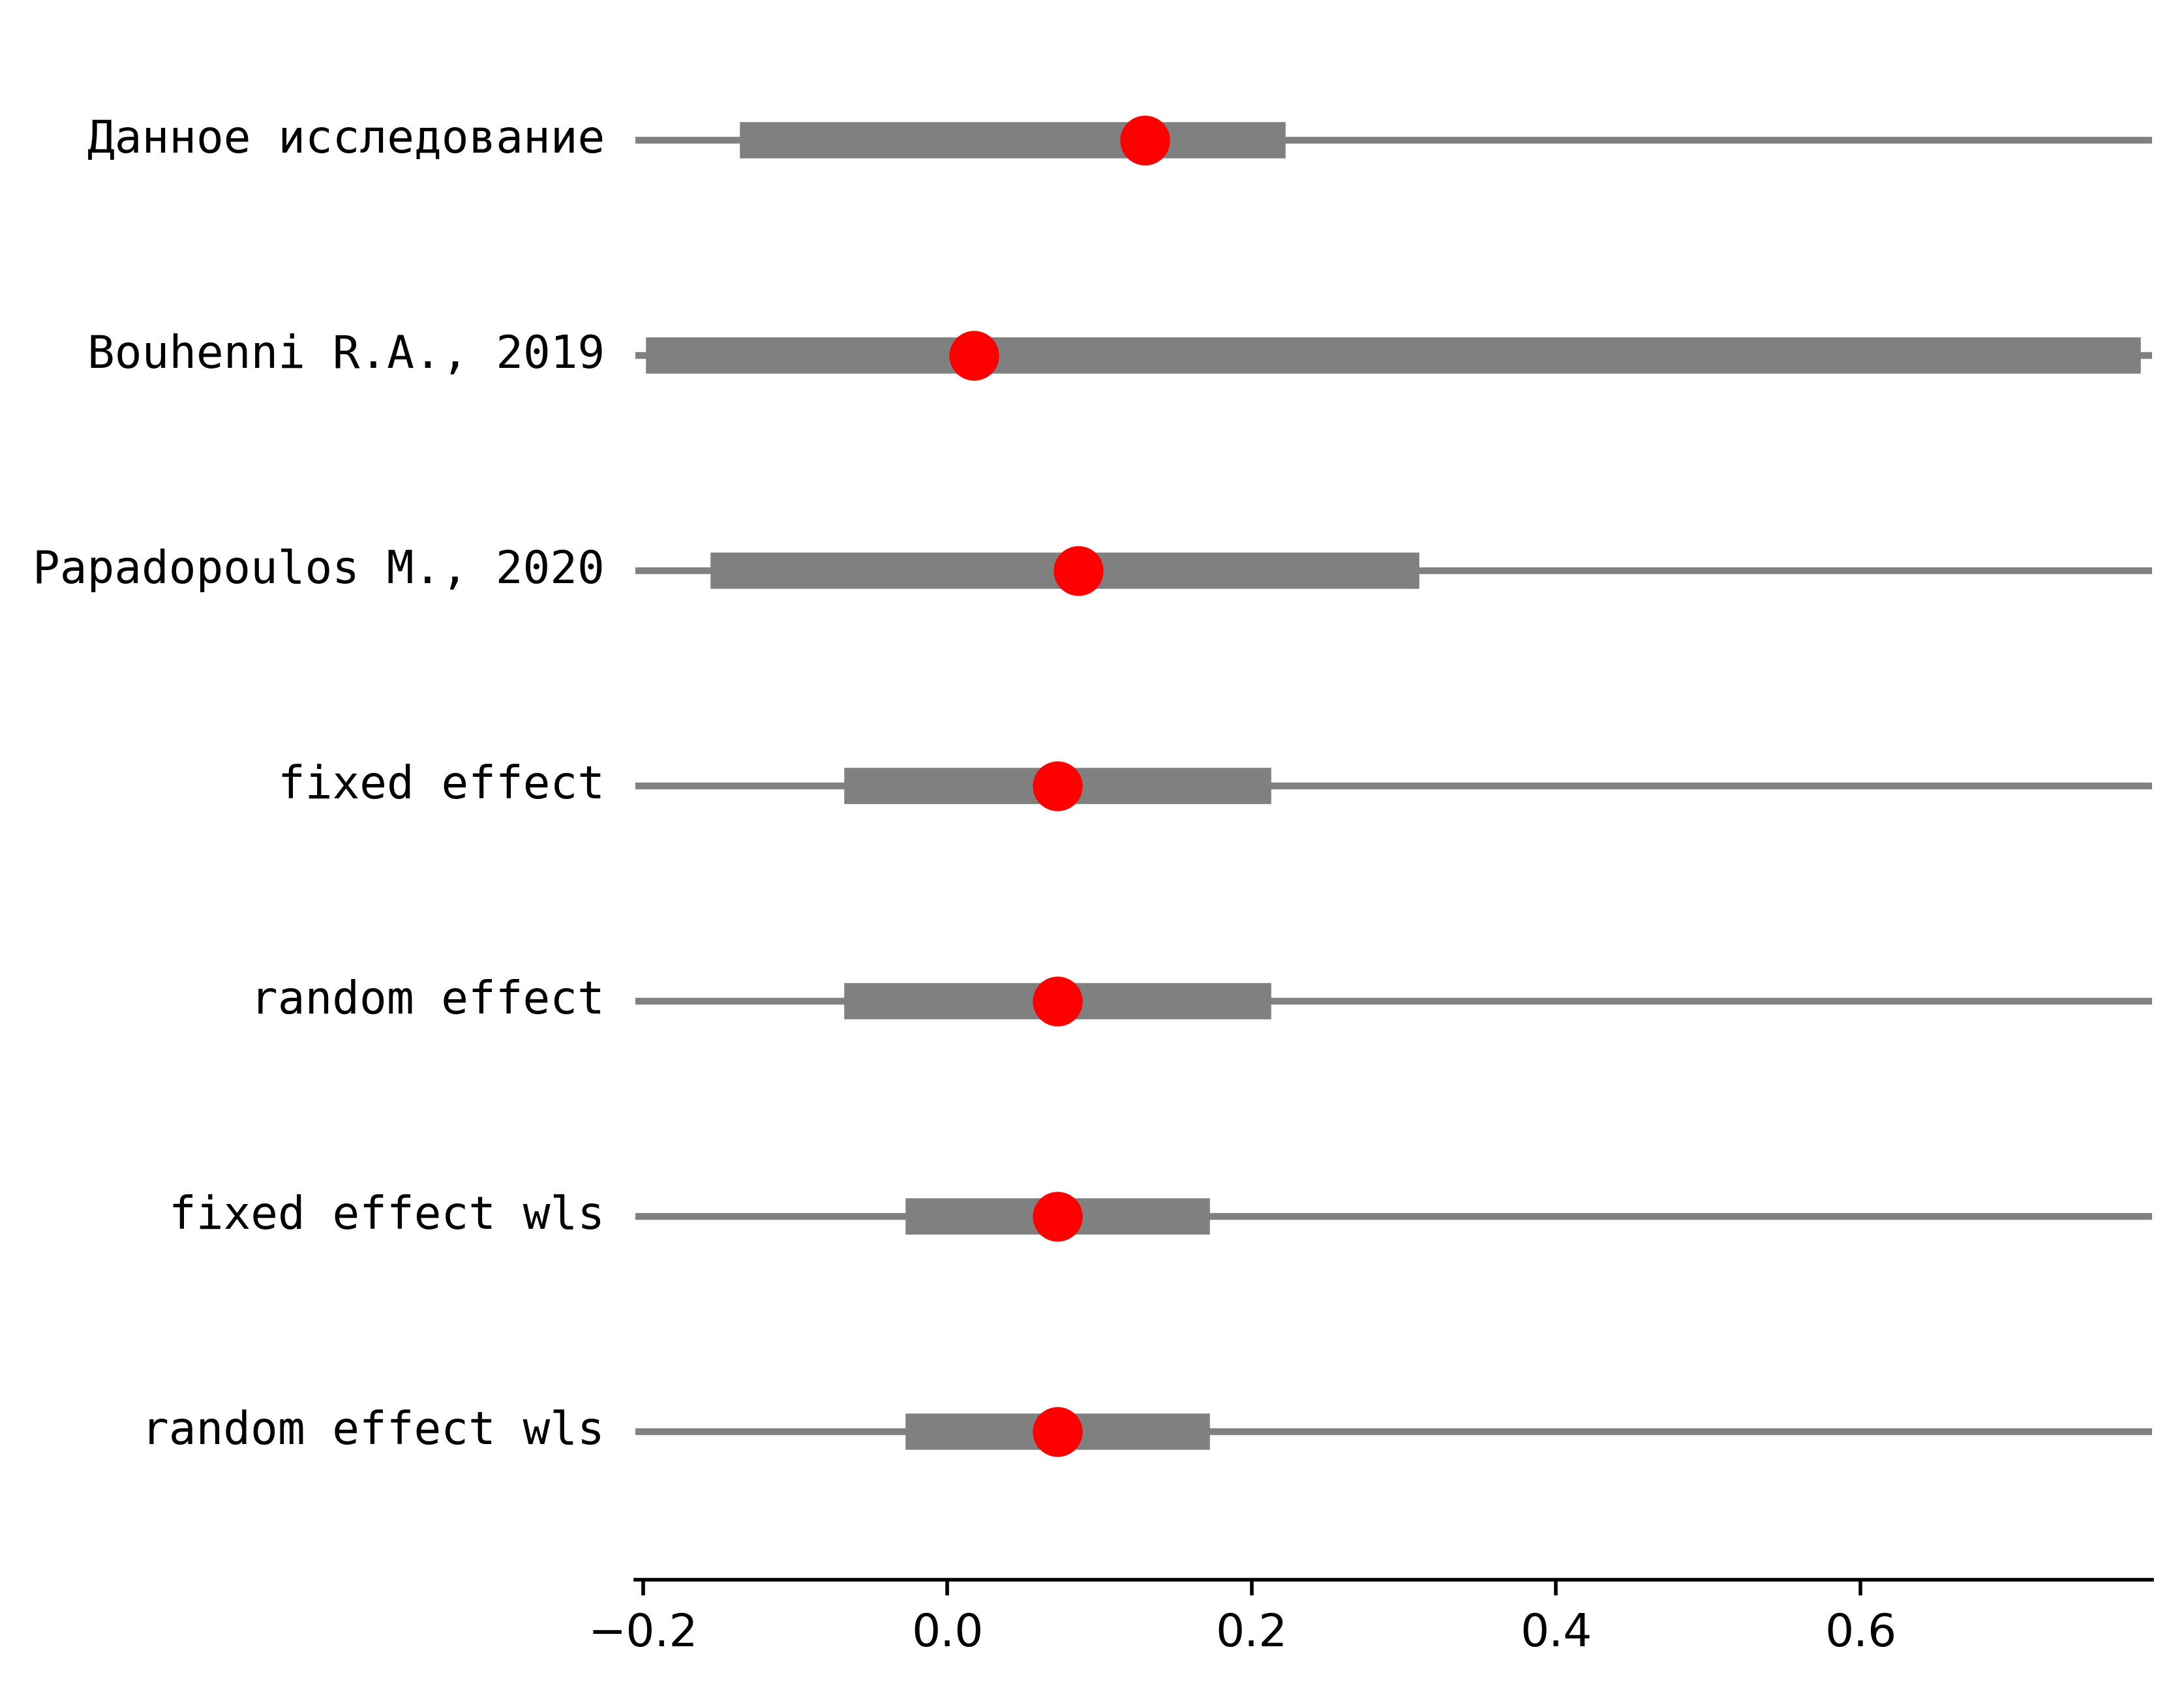 Данное исследование
Bouhenni R.A., 2019
Papadopoulos M., 2020
fixed effect
random effect
fixed effect wls
random effect wls
−0.2 0.0 0.2 0.4 0.6